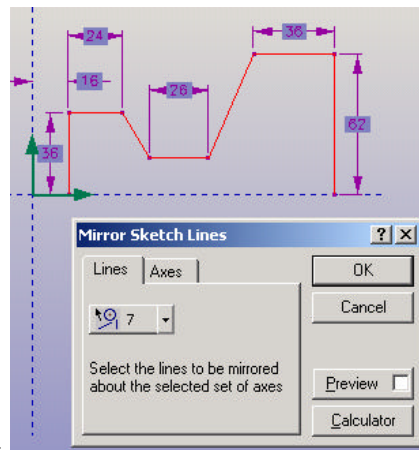 24
36
16
26
36
62
Mirror Sketch Lines
Lines Axes
OK
7
Cancel
Select the lines to be mirrored
about the selected set of axes
Preview
Calculator